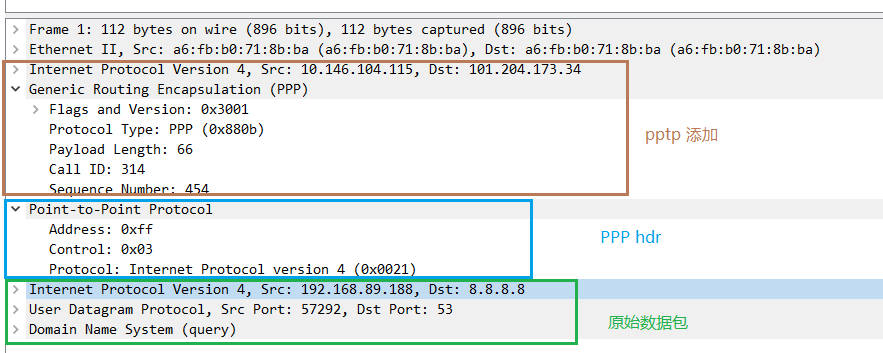 Frame 1: 112 bytes on wire (896 bits), 112 bytes captured (896 bits)
Ethernet II, Src: a6:fb:b0:71:8b:ba (a6:fb:b0:71:8b:ba), Dst: a6:fb:b0:71:8b:ba (a6:fb:b0:71:8b:ba)
Internet Protocol Version 4, Src: 10.146.104.115, Dst: 101.204.173.34
Generic Routing Encapsulation (PPP)
Flags and Version: 0x3001
Protocol Type: PPP (0x880b)
pptp 添加
Payload Length: 66
Call ID: 314
Sequence Number: 454
Point-to-Point Protocol
Address: 0xff
PPP hdr
Control: 0x03
Protocol: Internet Protocol version 4 (0x0021)
Internet Protocol Version 4, Src: 192.168.89.188, Dst: 8.8.8.8
User Datagram Protocol, Src Port: 57292, Dst Port: 53
原始数据包
Domain Name System (query)